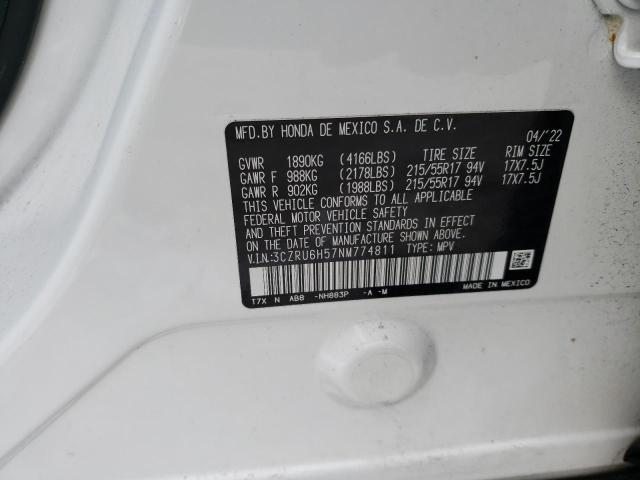 MFD.BY HONDA DE MEXICO S.A. DE C.V. 04/'22
GVWR 1890KG (4166LBS) TIRE SIZE RIM SIZE
GAWR F 988KG (2178LBS) 215/55R17 94V 17X7.5J
GAWR R 902KG (1988LBS) 215/55R17 94V 17X7.5J
THIS VEHICLE CONFORMS TO ALL APPLICABLE
FEDERAL MOTOR VEHICLE SAFETY
AND THEFT PREVENTION STANDARDS IN EFFECT
ON THE DATE OF MANUFACTURE SHOWN ABOVE.
V.I.N:3CZRU6H57NM774811 TYPE: MPV
T7X N AB8 -NH883P -A -M MADE IN MEXICO